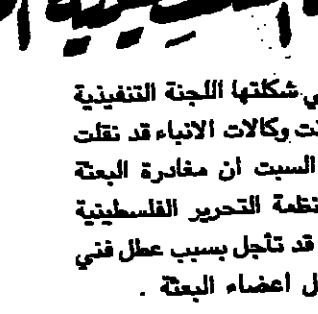 شكلتها اللجنة التنفيذية
وكالات الانباء قد نقلت
السبت ان مغادرة البعثة
التحرير الفلسطينية
قد تأجل بسبب عطل فني
اعضاء البعثة .